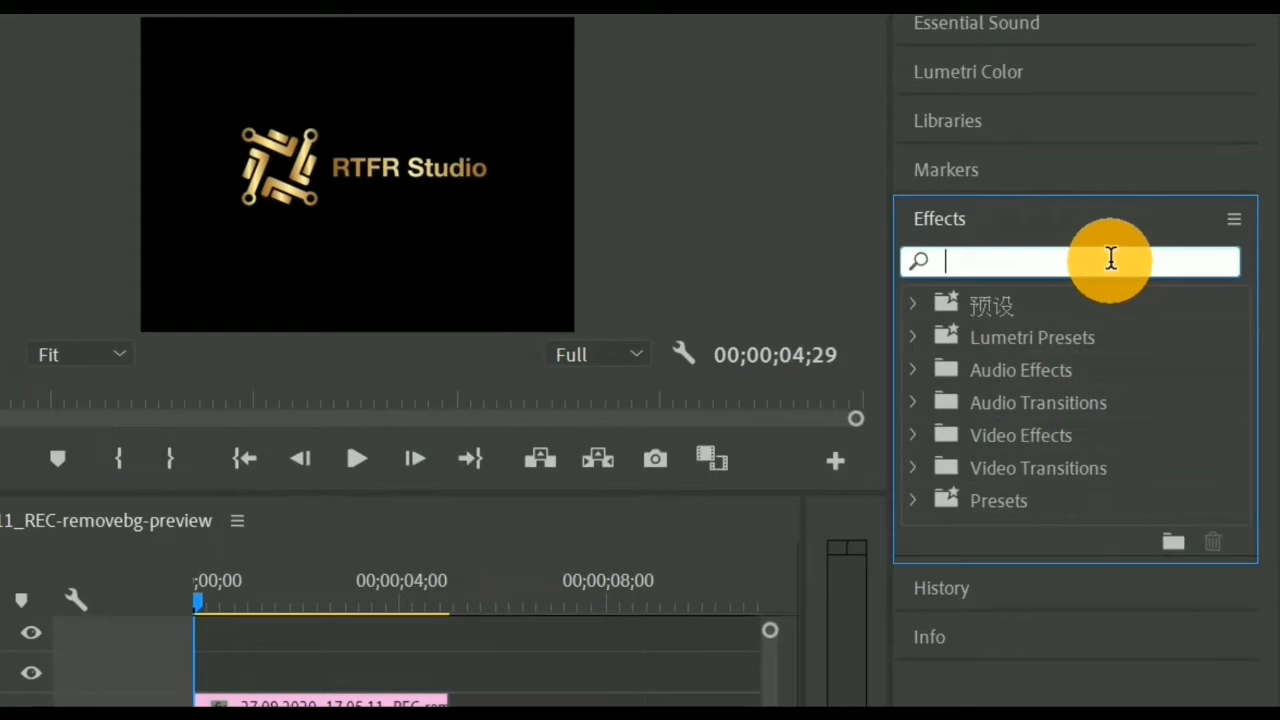 Essential Sound
Lumetri Color
Libraries
Markers
Effects
预设
Lumetri Presets
Audio Effects
Audio Transitions
Video Effects
Video Transitions
Presets
History
Info
RTFR Studio
Fit
Full
00;00;04;29
11_REC-removebg-preview
;00;00
00;00;04;00
00;00;08;00